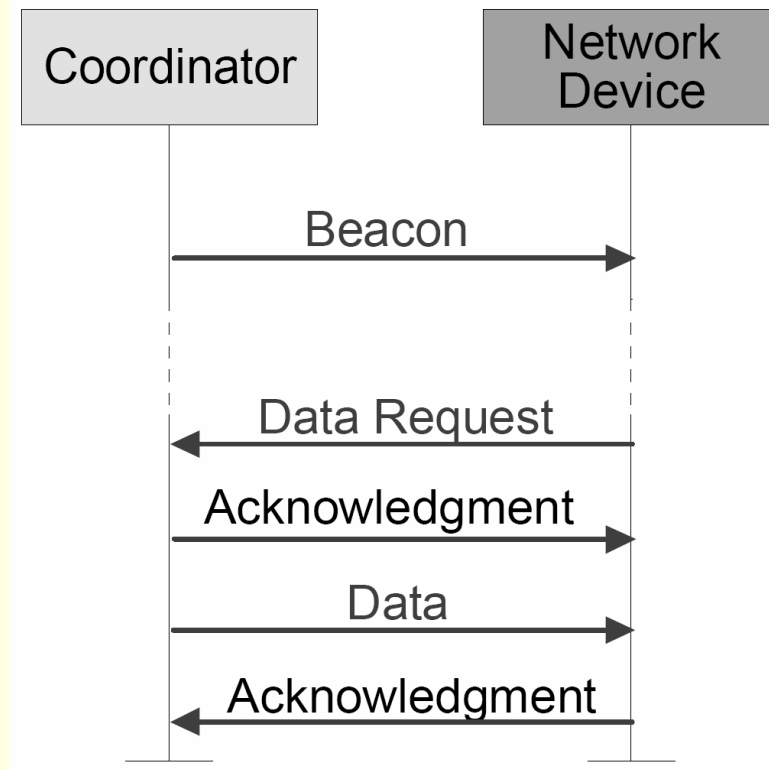 Coordinator
Network
Device
Beacon
Data Request
Acknowledgment
Data
Acknowledgment